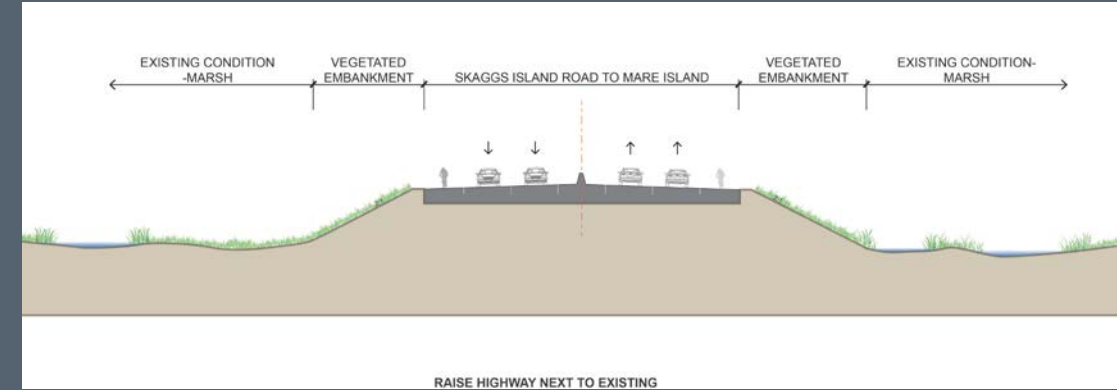 EXISTING CONDITION
-MARSH
VEGETATED
EMBANKMENT
SKAGGS ISLAND ROAD TO MARE ISLAND
VEGETATED
EMBANKMENT
EXISTING CONDITION-
MARSH
RAISE HIGHWAY NEXT TO EXISTING